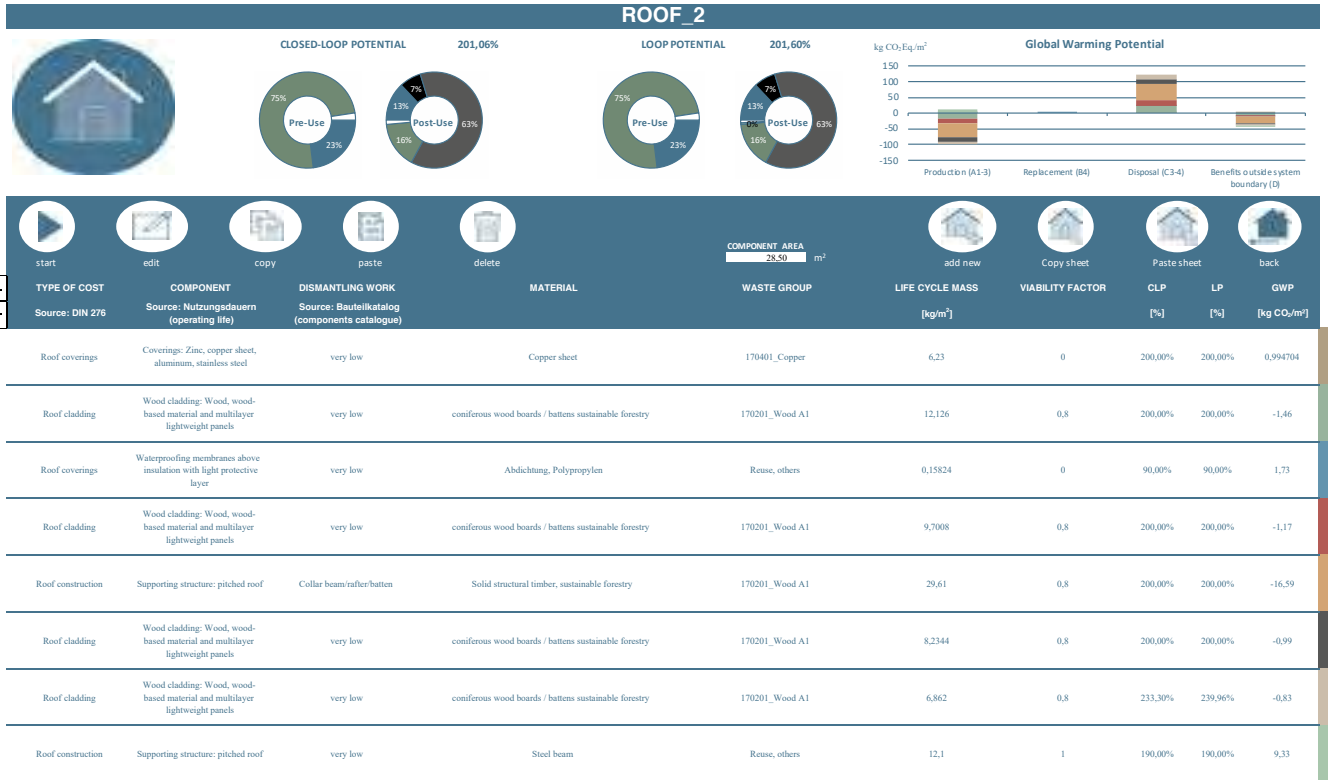 ROOF_2
CLOSED-LOOP POTENTIAL 201,06%
LOOP POTENTIAL 201,60%
kg CO₂Eq./m²
Global Warming Potential
75%
Pre-Use
23%
7%
13%
Post-Use
63%
16%
75%
Pre-Use
23%
7%
13%
0%
Post-Use
63%
16%
150
100
50
0
-50
-100
-150
Production (A1-3)
Replacement (B4)
Disposal (C3-4)
Benefits outside system
boundary (D)
start
edit
copy
paste
delete
COMPONENT AREA
28,50 m²
add new
Copy sheet
Paste sheet
back
TYPE OF COST COMPONENT DISMANTLING WORK MATERIAL WASTE GROUP LIFE CYCLE MASS VIABILITY FACTOR CLP LP GWP
Source: DIN 276
Source: Nutzungsdauern
(operating life)
Source: Bauteilkatalog
(components catalogue)
[kg/m²]
[%]
[%]
[kg CO₂/m²]
Roof coverings
Coverings: Zinc, copper sheet,
aluminum, stainless steel
very low
Copper sheet
170401_Copper
6,23
0
200,00%
200,00%
0,994704
Roof cladding
Wood cladding: Wood, wood-
based material and multilayer
lightweight panels
very low
coniferous wood boards / battens sustainable forestry
170201_Wood A1
12,126
0,8
200,00%
200,00%
-1,46
Roof coverings
Waterproofing membranes above
insulation with light protective
layer
very low
Abdichtung, Polypropylen
Reuse, others
0,15824
0
90,00%
90,00%
1,73
Roof cladding
Wood cladding: Wood, wood-
based material and multilayer
lightweight panels
very low
coniferous wood boards / battens sustainable forestry
170201_Wood A1
9,7008
0,8
200,00%
200,00%
-1,17
Roof construction
Supporting structure: pitched roof
Collar beam/rafter/batten
Solid structural timber, sustainable forestry
170201_Wood A1
29,61
0,8
200,00%
200,00%
-16,59
Roof cladding
Wood cladding: Wood, wood-
based material and multilayer
lightweight panels
very low
coniferous wood boards / battens sustainable forestry
170201_Wood A1
8,2344
0,8
200,00%
200,00%
-0,99
Roof cladding
Wood cladding: Wood, wood-
based material and multilayer
lightweight panels
very low
coniferous wood boards / battens sustainable forestry
170201_Wood A1
6,862
0,8
233,30%
239,96%
-0,83
Roof construction
Supporting structure: pitched roof
very low
Steel beam
Reuse, others
12,1
1
190,00%
190,00%
9,33